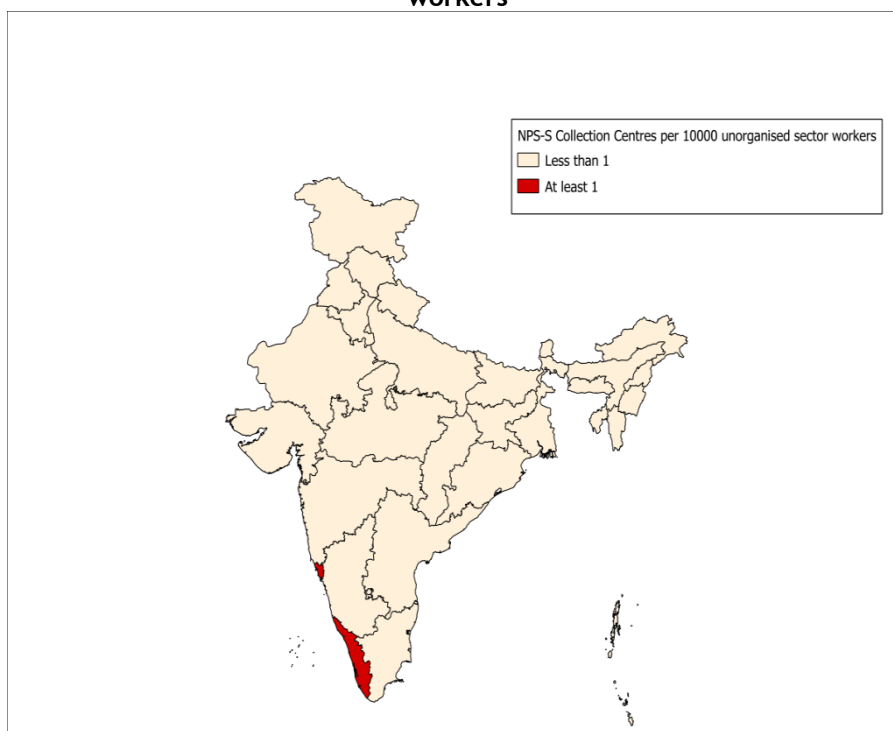 workers
NPS-S Collection Centres per 10000 unorganised sector workers
Less than 1
At least 1